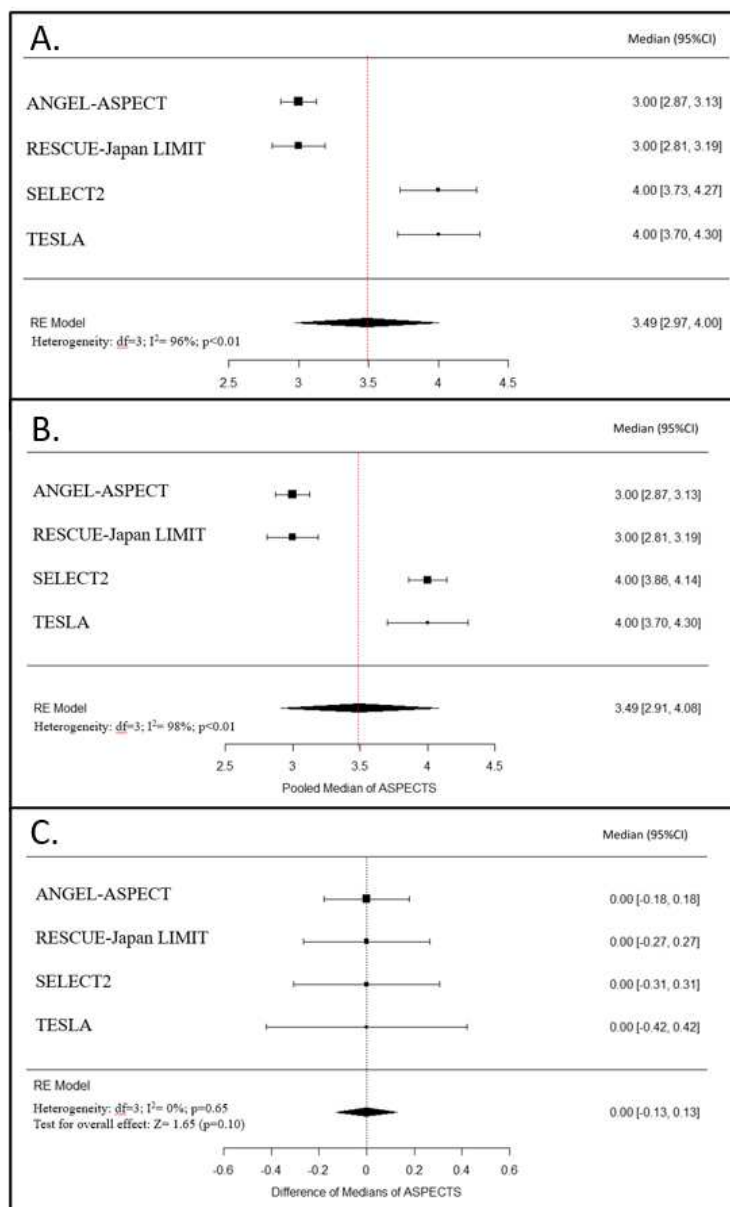 A.
Median (95%CI)
ANGEL-ASPECT 3.00 [2.87, 3.13]
RESCUE-Japan LIMIT 3.00 [2.81, 3.19]
SELECT2 4.00 [3.73, 4.27]
TESLA 4.00 [3.70, 4.30]
RE Model 3.49 [2.97, 4.00]
Heterogeneity: df=3; I²= 96%; p<0.01
2.5 3 3.5 4 4.5
B.
Median (95%CI)
ANGEL-ASPECT 3.00 [2.87, 3.13]
RESCUE-Japan LIMIT 3.00 [2.81, 3.19]
SELECT2 4.00 [3.86, 4.14]
TESLA 4.00 [3.70, 4.30]
RE Model 3.49 [2.91, 4.08]
Heterogeneity: df=3; I²= 98%; p<0.01
2.5 3 3.5 4 4.5
Pooled Median of ASPECTS
C.
Median (95%CI)
ANGEL-ASPECT 0.00 [-0.18, 0.18]
RESCUE-Japan LIMIT 0.00 [-0.27, 0.27]
SELECT2 0.00 [-0.31, 0.31]
TESLA 0.00 [-0.42, 0.42]
RE Model
Heterogeneity: df=3; I²= 0%; p=0.65 0.00 [-0.13, 0.13]
Test for overall effect: Z= 1.65 (p=0.10)
-0.6 -0.4 -0.2 0 0.2 0.4 0.6
Difference of Medians of ASPECTS